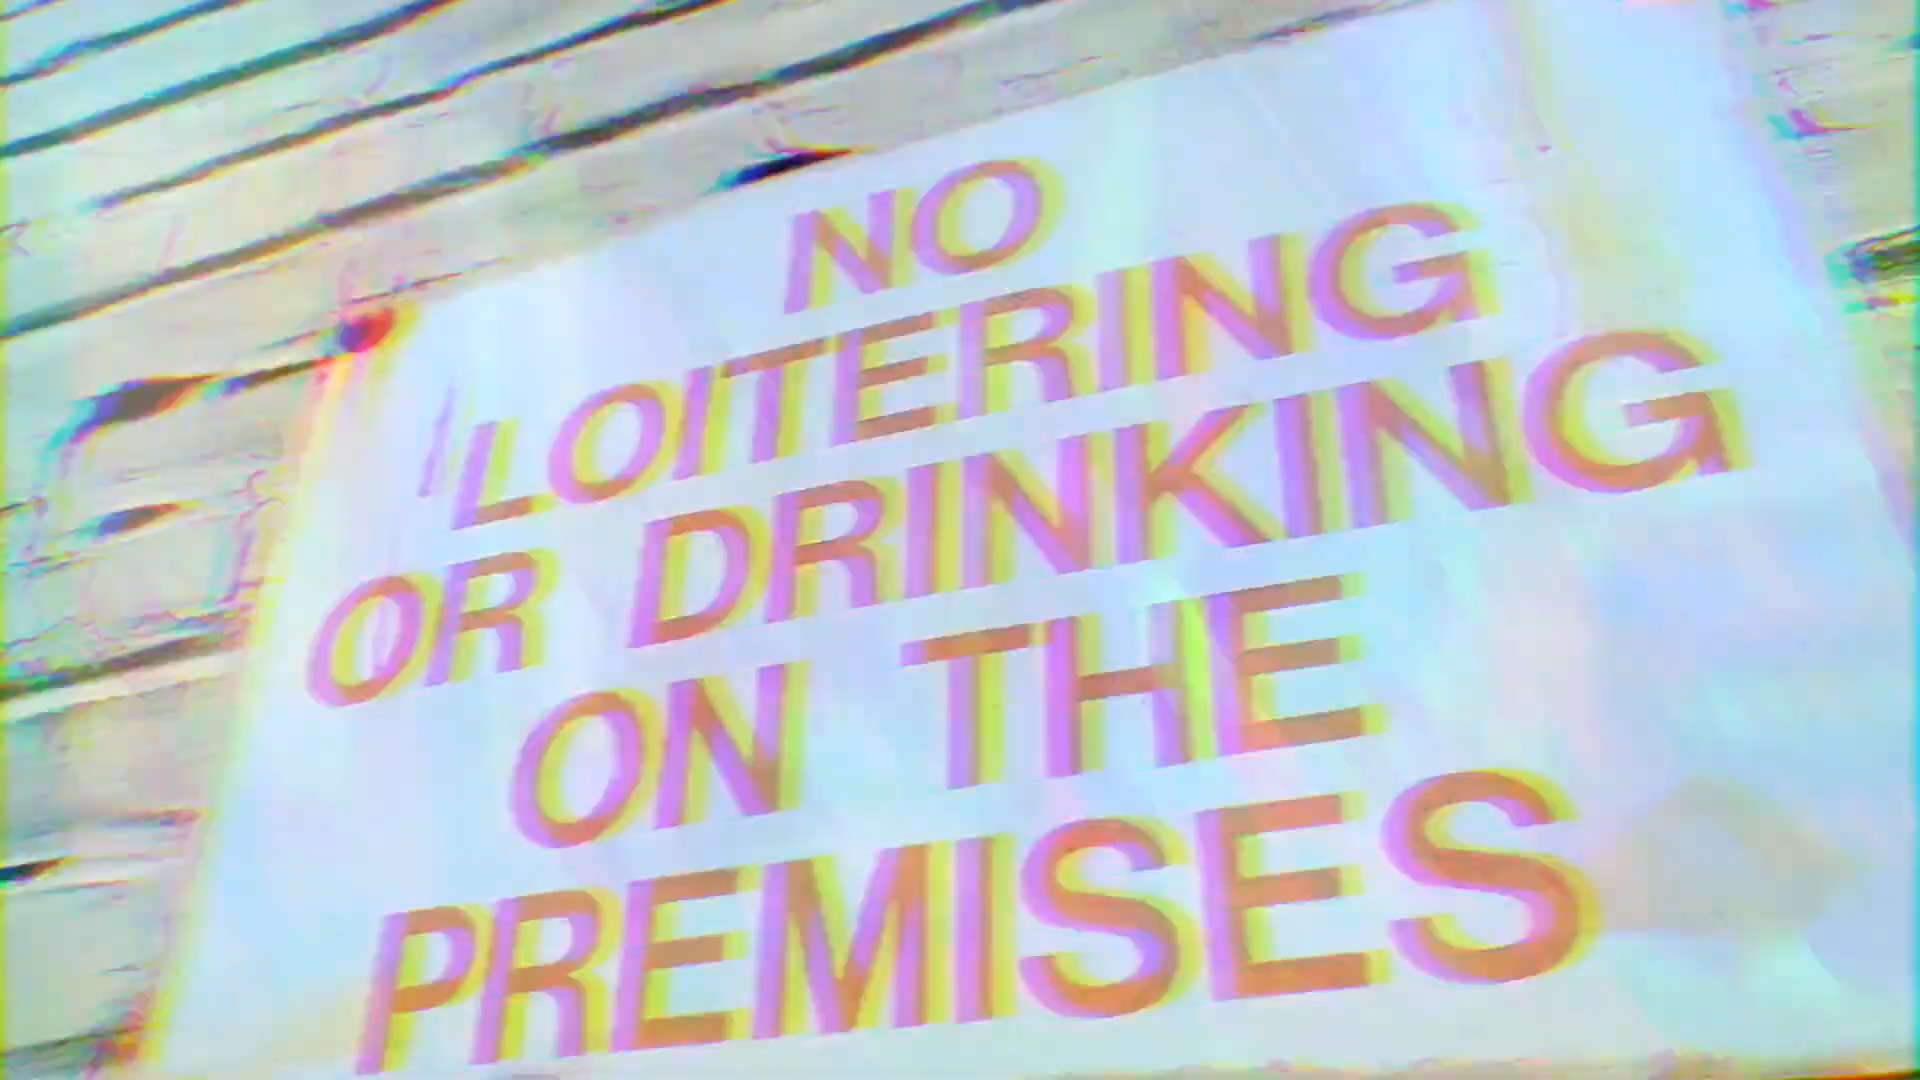 NO
LOITERING
OR DRINKING
ON THE
PREMISES